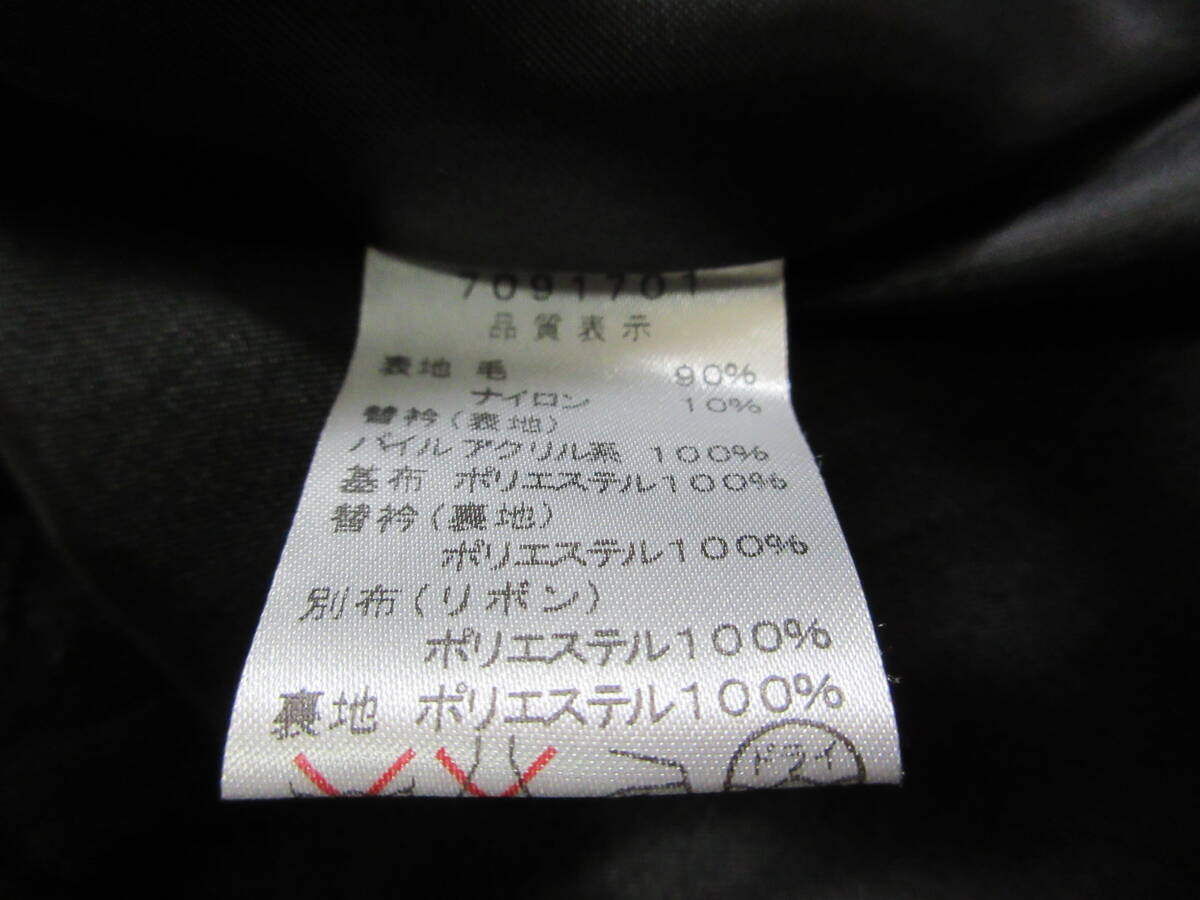 7091701
品質表示
表地 毛 90%
ナイロン 10%
替衿(表地)
パイル アクリル系 100%
基布 ポリエステル100%
替衿(裏地)
ポリエステル100%
別布(リボン)
ポリエステル100%
裏地 ポリエステル100%
ドライ